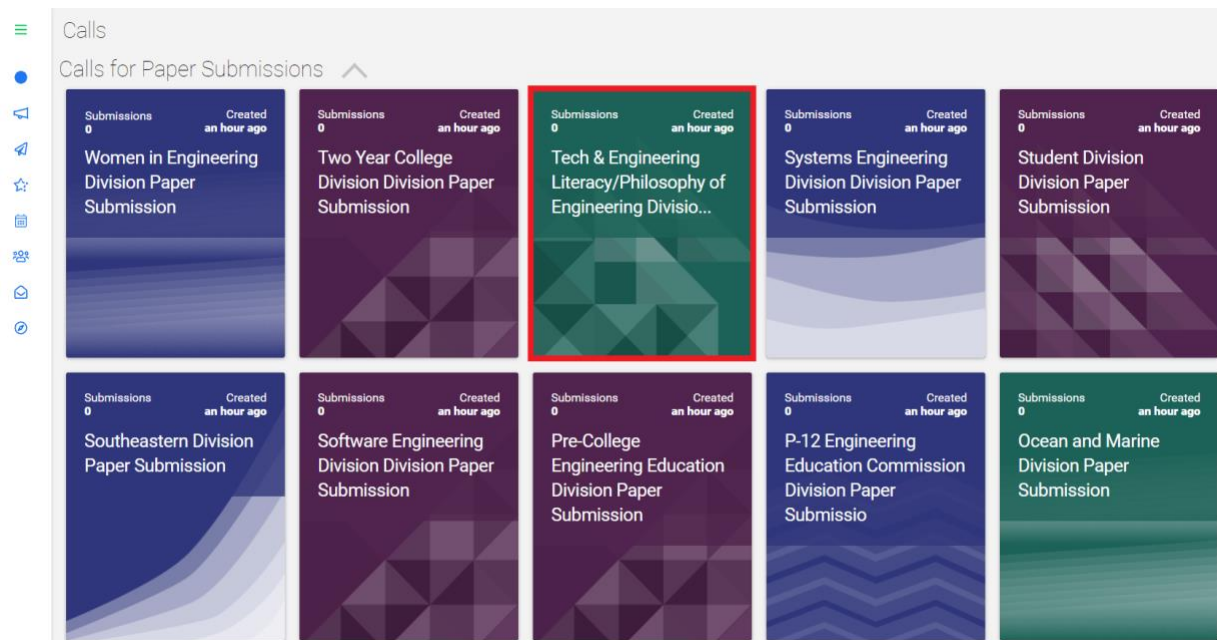 Calls
Calls for Paper Submissions
Submissions Created
0 an hour ago
Women in Engineering
Division Paper
Submission
Submissions Created
0 an hour ago
Two Year College
Division Division Paper
Submission
Submissions Created
0 an hour ago
Tech & Engineering
Literacy/Philosophy of
Engineering Divisio...
Submissions Created
0 an hour ago
Systems Engineering
Division Division Paper
Submission
Submissions Created
0 an hour ago
Student Division
Division Paper
Submission
Submissions Created
0 an hour ago
Southeastern Division
Paper Submission
Submissions Created
0 an hour ago
Software Engineering
Division Division Paper
Submission
Submissions Created
0 an hour ago
Pre-College
Engineering Education
Division Paper
Submission
Submissions Created
0 an hour ago
P-12 Engineering
Education Commission
Division Paper
Submissio
Submissions Created
0 an hour ago
Ocean and Marine
Division Paper
Submission